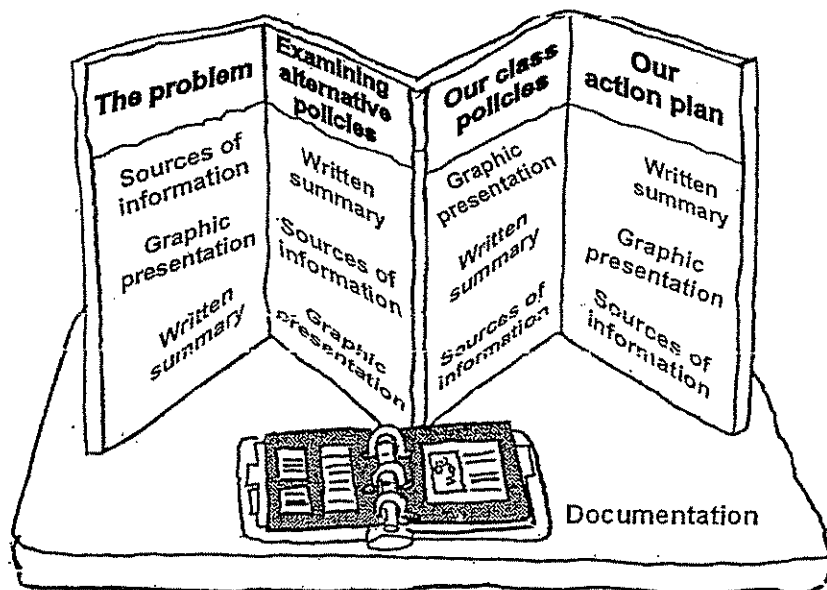 The problem
Sources of
information
Graphic
presentation
Written
summary
Examining
alternative
policies
Written
summary
Sources of
information
Graphic
presentation
Our class
policies
Graphic
presentation
Written
summary
Sources of
information
Our
action plan
Written
summary
Graphic
presentation
Sources of
information
Documentation